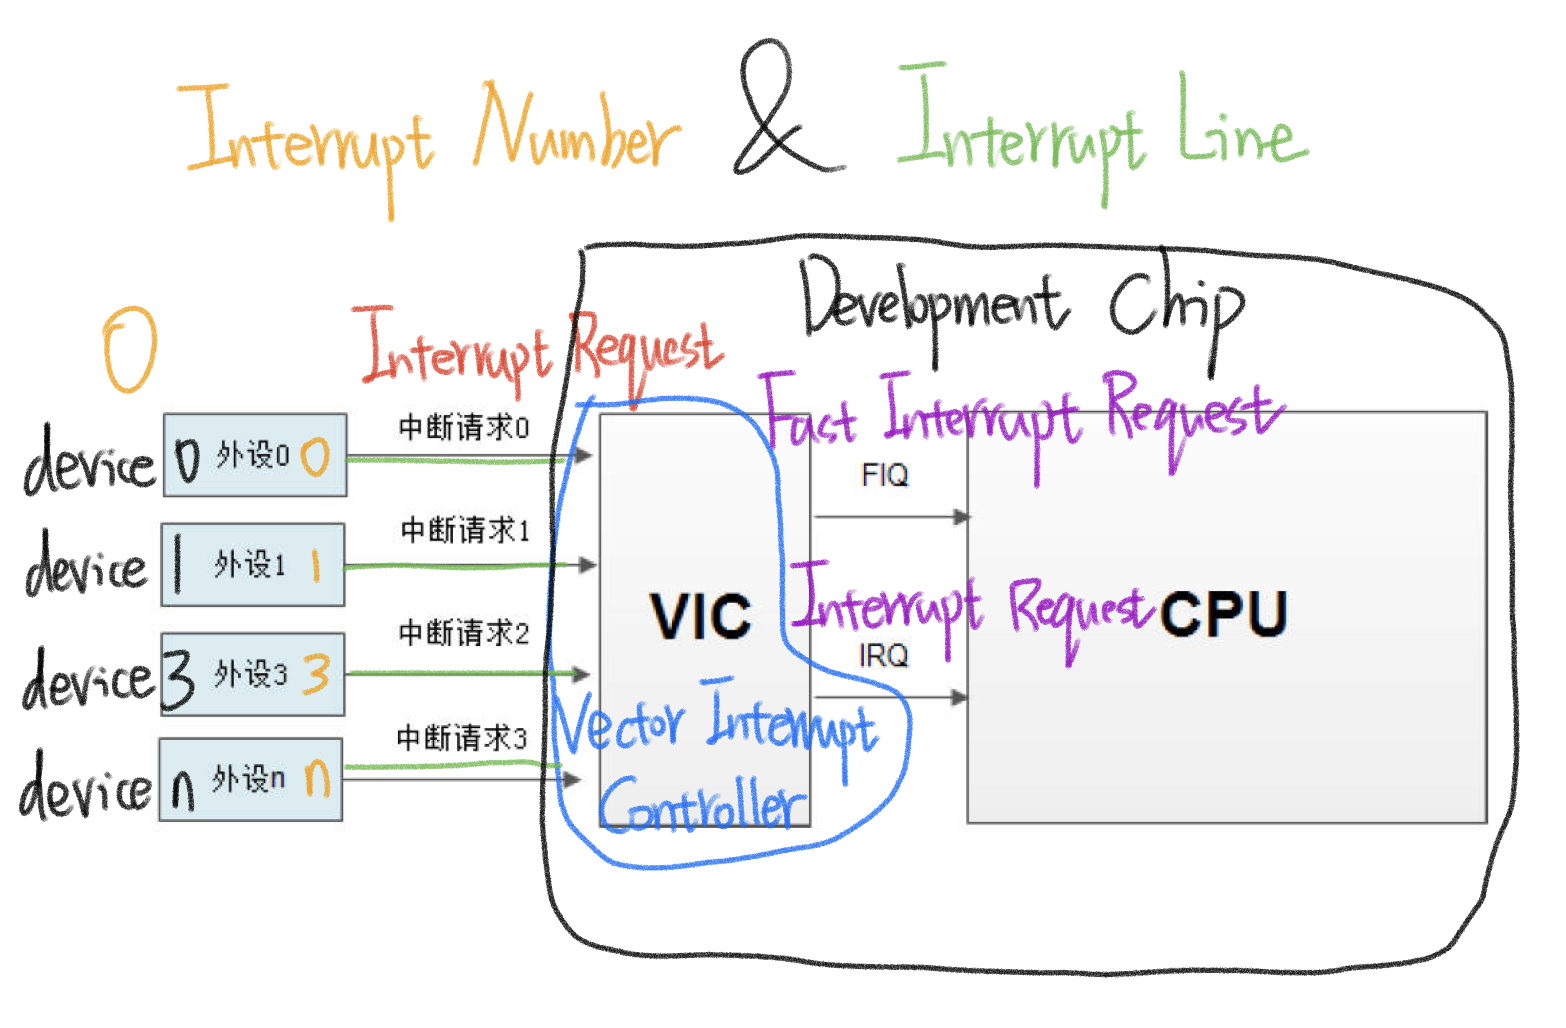 Interrupt Number & Interrupt Line
Development Chip
0
Interrupt Request
Fast Interrupt Request
device 0 外设0 0
中断请求0
FIQ
device 1 外设1 1
中断请求1
VIC
Interrupt Request
CPU
IRQ
device 3 外设3 3
中断请求2
Vector Interrupt
Controller
device n 外设n n
中断请求3